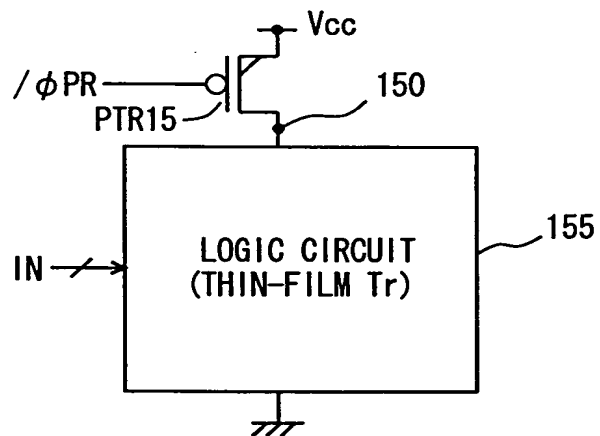 Vcc
/φPR
PTR15
150
155
LOGIC CIRCUIT
(THIN-FILM Tr)
IN